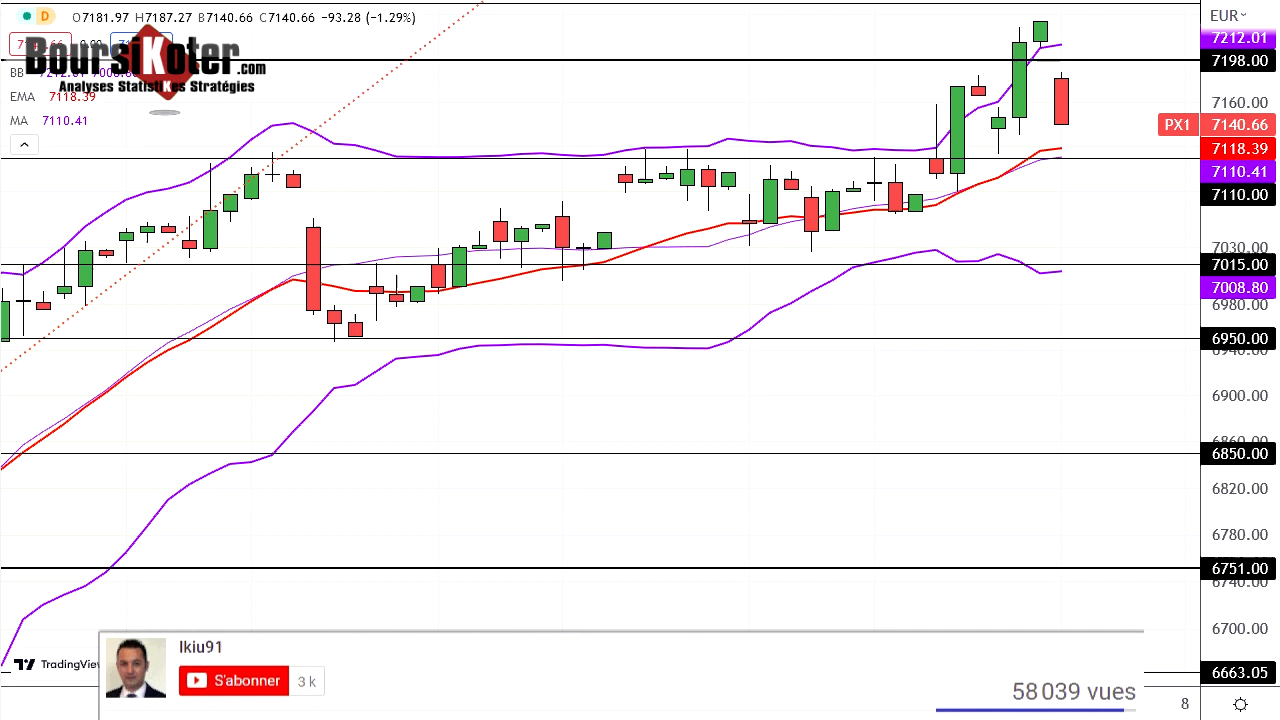 D O7181.97 H7187.27 B7140.66 C7140.66 −93.28 (−1.29%)
BoursiKoter.com
Analyses StatistiKes Stratégies
BB
EMA 7118.39
MA 7110.41
EUR
7212.01
7198.00
7160.00
PX1 7140.66
7118.39
7110.41
7110.00
7030.00
7015.00
7008.80
6980.00
6950.00
6940.00
6900.00
6860.00
6850.00
6820.00
6780.00
6751.00
6740.00
6700.00
6663.05
8
TradingView
Ikiu91
S'abonner 3 k
58 039 vues